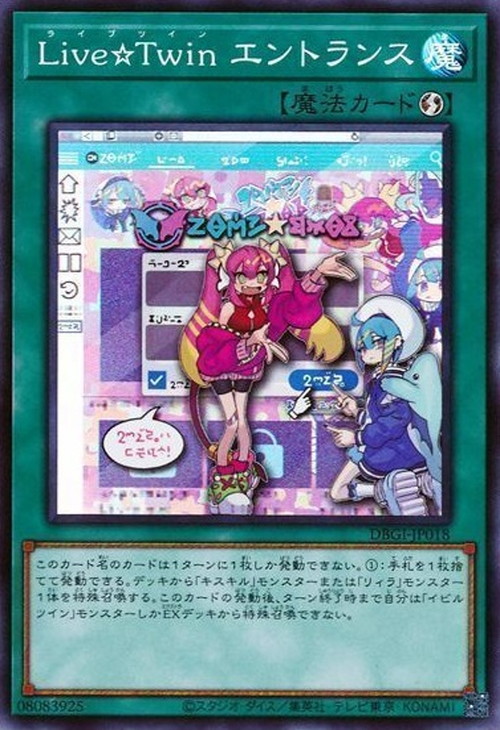 ライブツイン
Live☆Twin エントランス 魔
【魔法カード】
DBGI-JP018
このカード名のカードは1ターンに1枚しか発動できない。①:手札を1枚捨
てて発動できる。デッキから「キスキル」モンスターまたは「リィラ」モンスター
1体を特殊召喚する。このカードの発動後、ターン終了時まで自分は「イビル
ツイン」モンスターしかEXデッキから特殊召喚できない。
08083925
©スタジオ・ダイス/集英社・テレビ東京・KONAMI